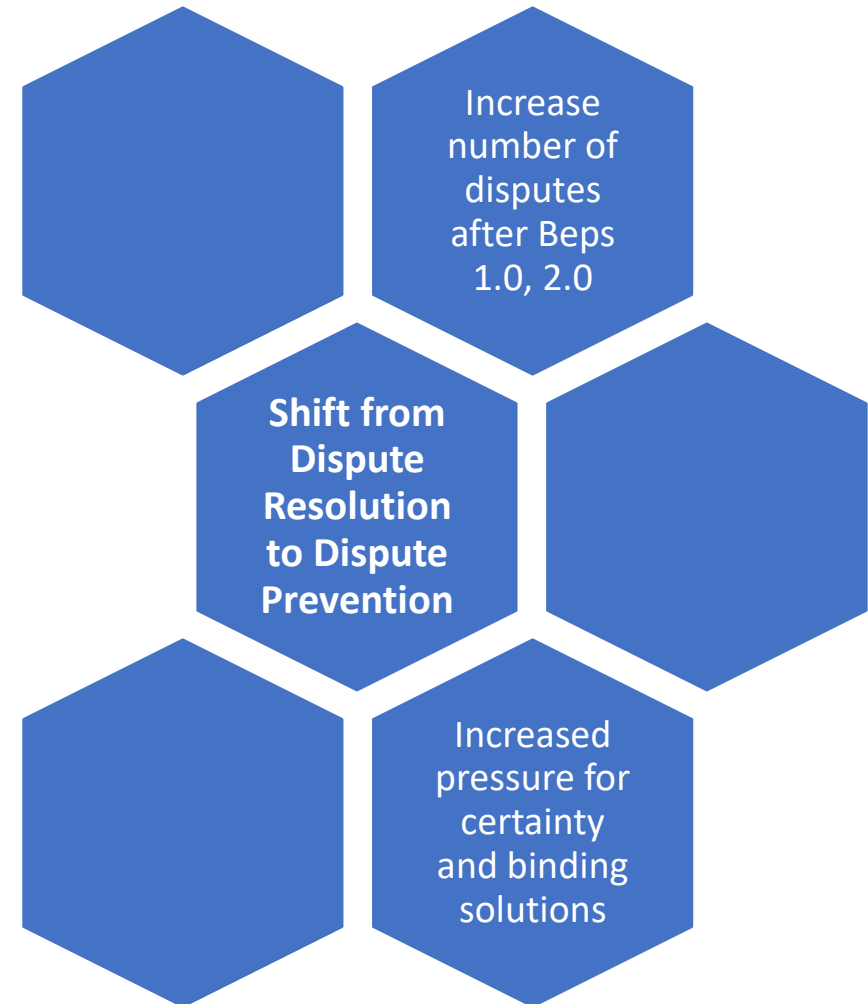 Increase
number of
disputes
after Beps
1.0, 2.0
Shift from
Dispute
Resolution
to Dispute
Prevention
Increased
pressure for
certainty
and binding
solutions